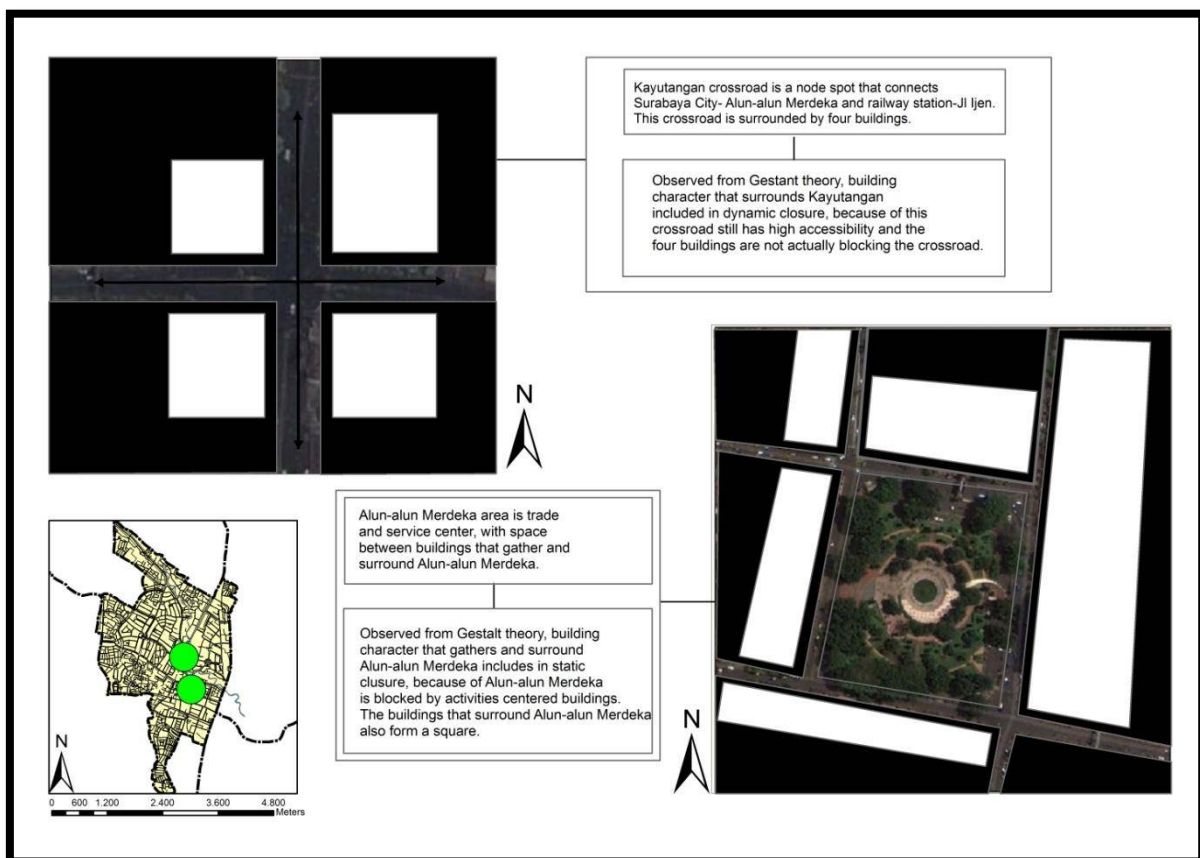 Kayutangan crossroad is a node spot that connects
Surabaya City- Alun-alun Merdeka and railway station-Jl Ijen.
This crossroad is surrounded by four buildings.
Observed from Gestant theory, building
character that surrounds Kayutangan
included in dynamic closure, because of this
crossroad still has high accessibility and the
four buildings are not actually blocking the crossroad.
N
Alun-alun Merdeka area is trade
and service center, with space
between buildings that gather and
surround Alun-alun Merdeka.
Observed from Gestalt theory, building
character that gathers and surround
Alun-alun Merdeka includes in static
clusure, because of Alun-alun Merdeka
is blocked by activities centered buildings.
The buildings that surround Alun-alun Merdeka
also form a square.
N
N
0 600 1.200 2.400 3.600 4.800
Meters